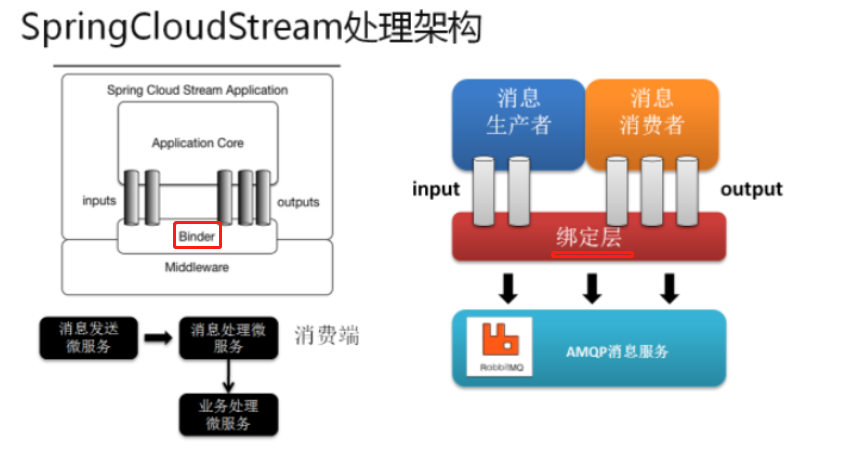 SpringCloudStream处理架构
Spring Cloud Stream Application
Application Core
inputs
outputs
Binder
Middleware
消息发送
微服务
消息处理微
服务
消费端
业务处理
微服务
消息
生产者
消息
消费者
input
output
绑定层
RabbitMQ
AMQP消息服务